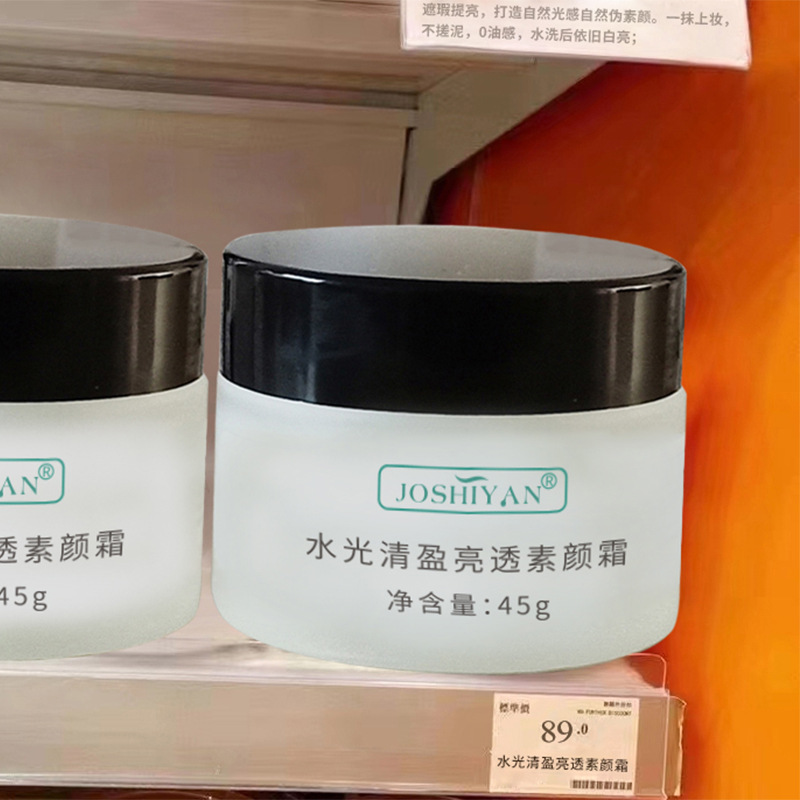 遮瑕提亮，打造自然光感自然伪素颜。一抹上妆，
不搓泥，0油感，水洗后依旧白亮；
AN®
透素颜霜
45g
JOSHIYAN®
水光清盈亮透素颜霜
净含量:45g
標準價
NO FURTHER DISCOUNT
89.0
水光清盈亮透素颜霜